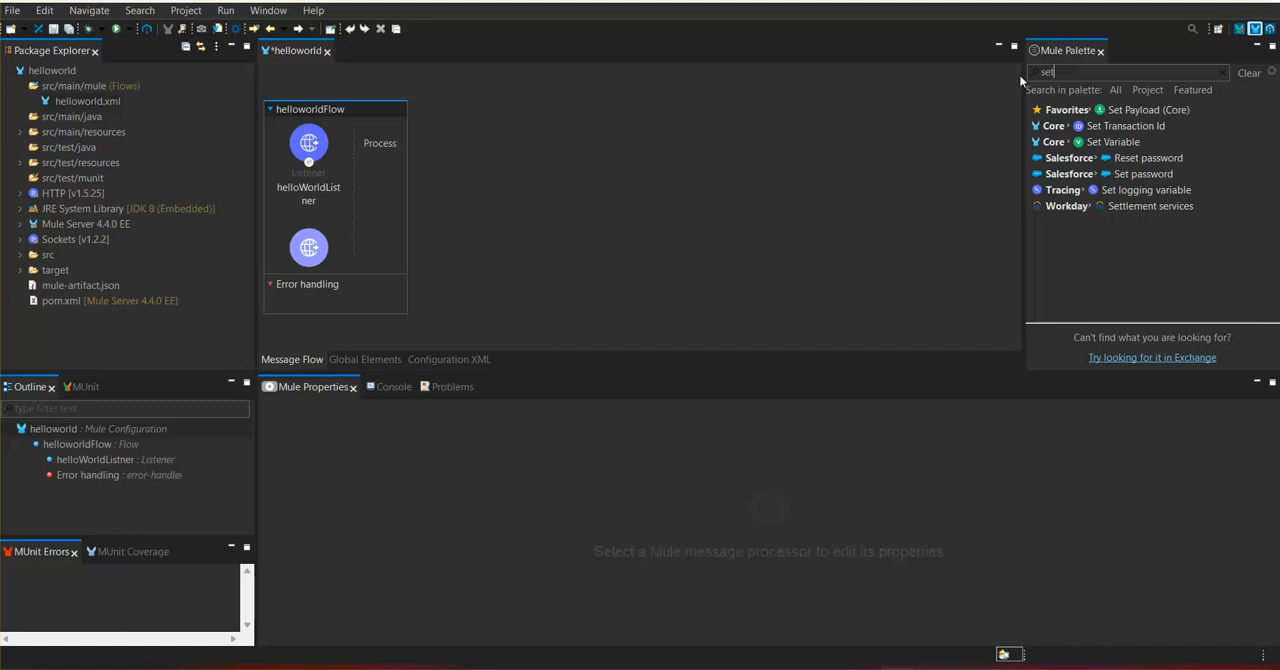 File Edit Navigate Search Project Run Window Help
Package Explorer
helloworld
src/main/mule (Flows)
helloworld.xml
src/main/java
src/main/resources
src/test/java
src/test/resources
src/test/munit
HTTP [v1.5.25]
JRE System Library [JDK 8 (Embedded)]
Mule Server 4.4.0 EE
Sockets [v1.2.2]
src
target
mule-artifact.json
pom.xml [Mule Server 4.4.0 EE]
*helloworld
helloworldFlow
Listener
helloWorldList
ner
Process
Error handling
Message Flow Global Elements Configuration XML
Mule Palette
set
Clear
Search in palette: All Project Featured
Favorites Set Payload (Core)
Core Set Transaction Id
Core Set Variable
Salesforce Reset password
Salesforce Set password
Tracing Set logging variable
Workday Settlement services
Can't find what you are looking for?
Try looking for it in Exchange
Outline MUnit
Type filter text
helloworld : Mule Configuration
helloworldFlow : Flow
helloWorldListner : Listener
Error handling : error-handler
Mule Properties Console Problems
Select a Mule message processor to edit its properties
MUnit Errors MUnit Coverage